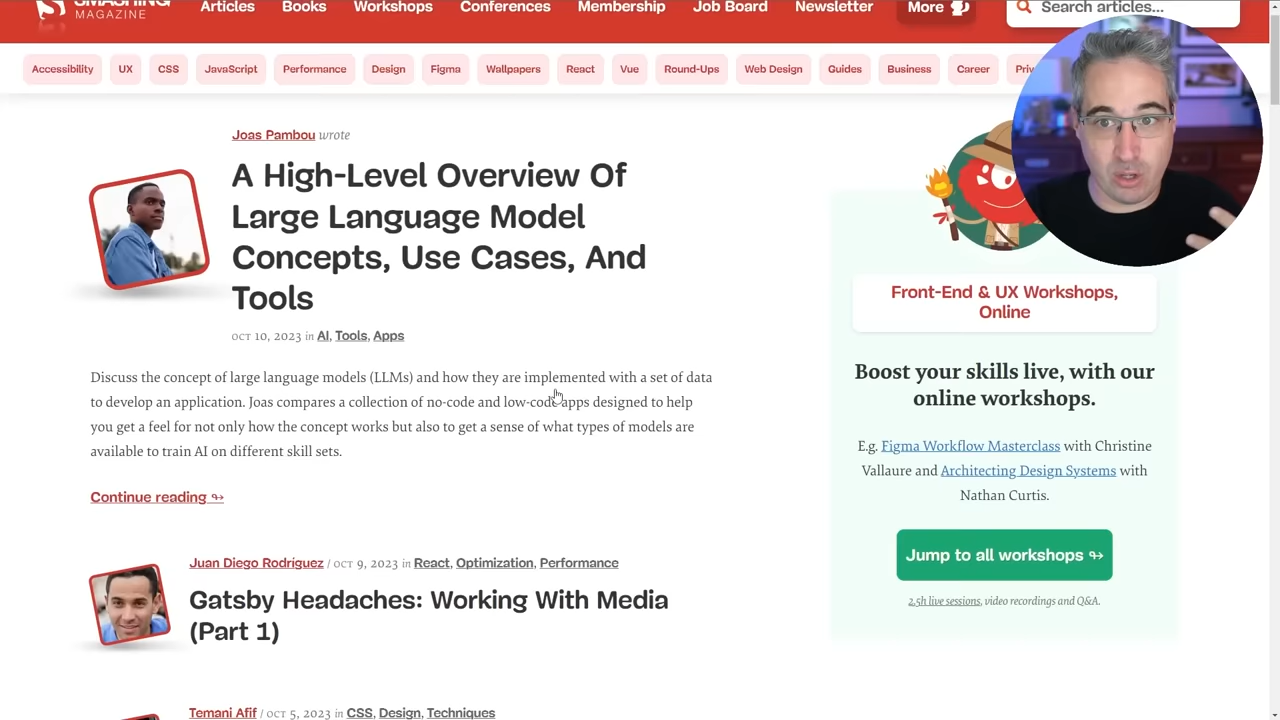 SMASHING
MAGAZINE
Articles
Books
Workshops
Conferences
Membership
Job Board
Newsletter
More
Search articles...
Accessibility
UX
CSS
JavaScript
Performance
Design
Figma
Wallpapers
React
Vue
Round-Ups
Web Design
Guides
Business
Career
Priv
Joas Pambou wrote
A High-Level Overview Of
Large Language Model
Concepts, Use Cases, And
Tools
OCT 10, 2023 in AI, Tools, Apps
Discuss the concept of large language models (LLMs) and how they are implemented with a set of data
to develop an application. Joas compares a collection of no-code and low-code apps designed to help
you get a feel for not only how the concept works but also to get a sense of what types of models are
available to train AI on different skill sets.
Continue reading ↬
Juan Diego Rodríguez / OCT 9, 2023 in React, Optimization, Performance
Gatsby Headaches: Working With Media
(Part 1)
Temani Afif / OCT 5, 2023 in CSS, Design, Techniques
Front-End & UX Workshops,
Online
Boost your skills live, with our
online workshops.
E.g. Figma Workflow Masterclass with Christine
Vallaure and Architecting Design Systems with
Nathan Curtis.
Jump to all workshops ↬
2.5h live sessions, video recordings and Q&A.